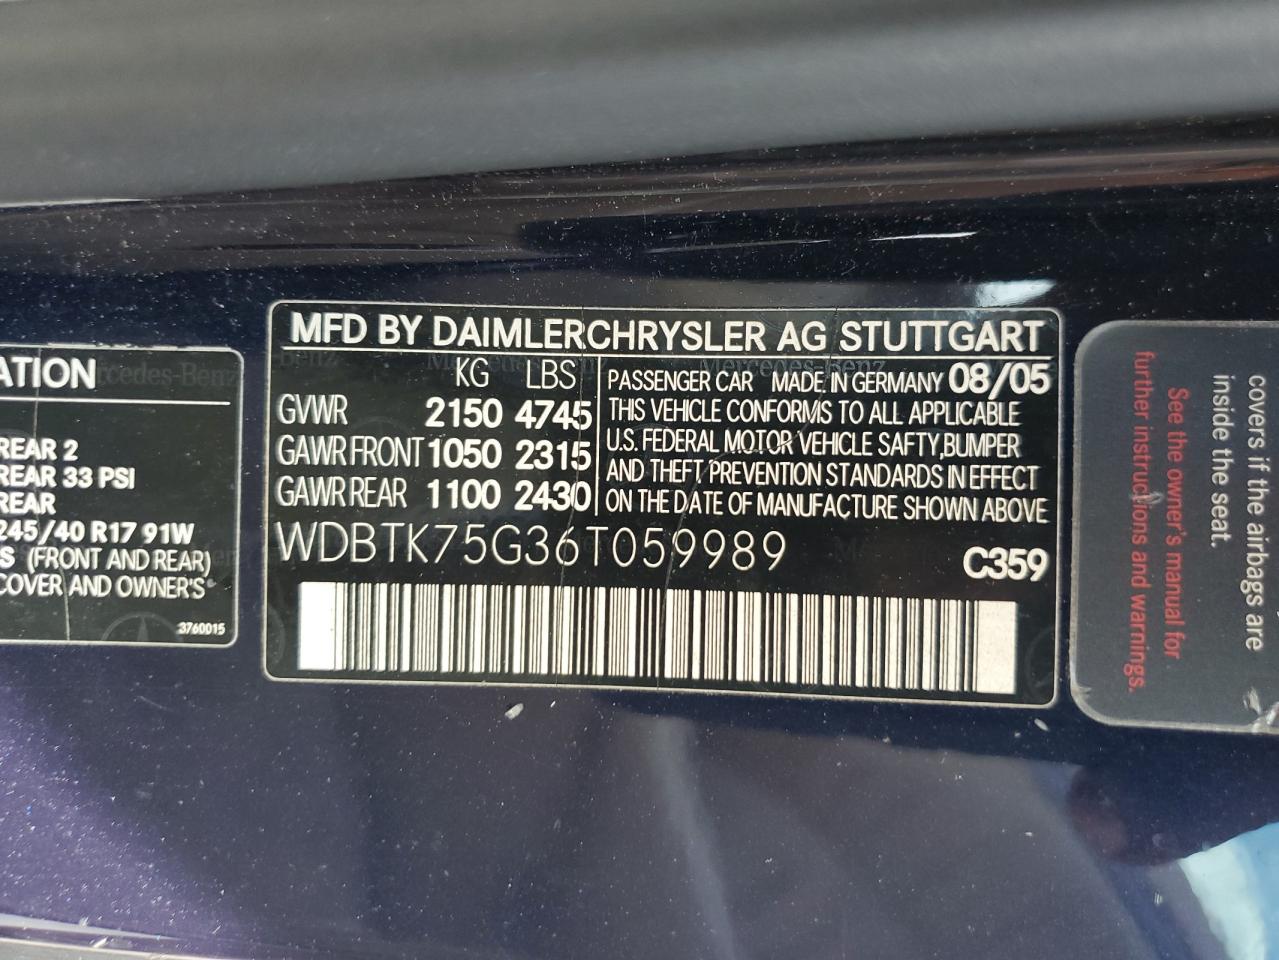 ATION
REAR 2
REAR 33 PSI
REAR
245/40 R17 91W
S (FRONT AND REAR)
COVER AND OWNER'S
3760015
MFD BY DAIMLERCHRYSLER AG STUTTGART
KG LBS
GVWR 2150 4745
GAWR FRONT 1050 2315
GAWR REAR 1100 2430
PASSENGER CAR MADE IN GERMANY 08/05
THIS VEHICLE CONFORMS TO ALL APPLICABLE
U.S. FEDERAL MOTOR VEHICLE SAFTY,BUMPER
AND THEFT PREVENTION STANDARDS IN EFFECT
ON THE DATE OF MANUFACTURE SHOWN ABOVE
WDBTK75G36T059989
C359
covers if the airbags are
inside the seat.
See the owner's manual for
further instructions and warnings.